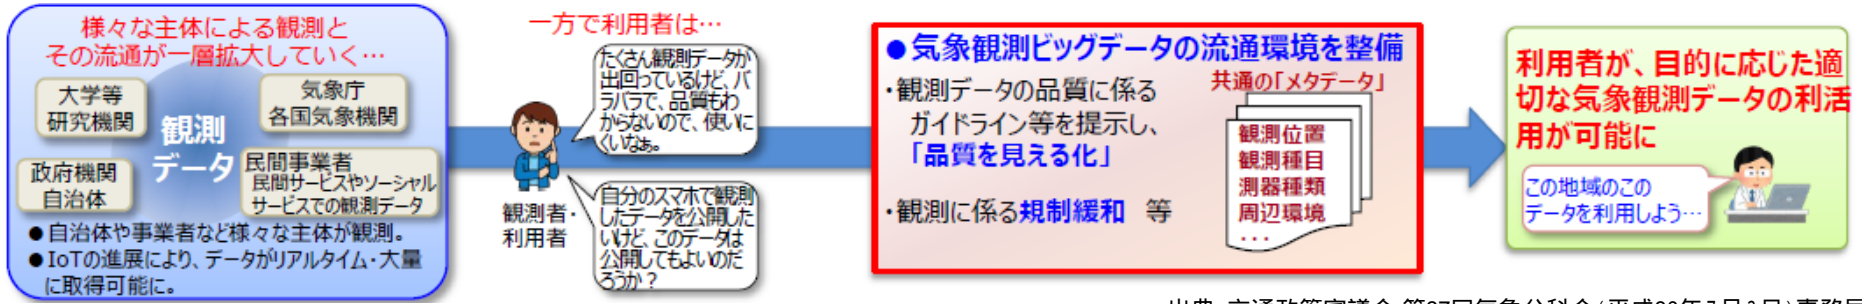 様々な主体による観測と
その流通が一層拡大していく…
大学等
研究機関
気象庁
各国気象機関
観測
データ
政府機関
自治体
民間事業者
民間サービスやソーシャル
サービスでの観測データ
●自治体や事業者など様々な主体が観測。
●IoTの進展により、データがリアルタイム・大量
に取得可能に。
一方で利用者は…
たくさん観測データが
出回っているけど、バ
ラバラで、品質もわ
からないので、使いに
くいなぁ。
観測者・
利用者
自分のスマホで観測
したデータを公開した
いけど、このデータは
公開してもよいのだ
ろうか？
●気象観測ビッグデータの流通環境を整備
・観測データの品質に係る
ガイドライン等を提示し、
「品質を見える化」
・観測に係る規制緩和 等
共通の「メタデータ」
観測位置
観測種目
測器種類
周辺環境
・・・
利用者が、目的に応じた適
切な気象観測データの利活
用が可能に
この地域のこの
データを利用しよう…